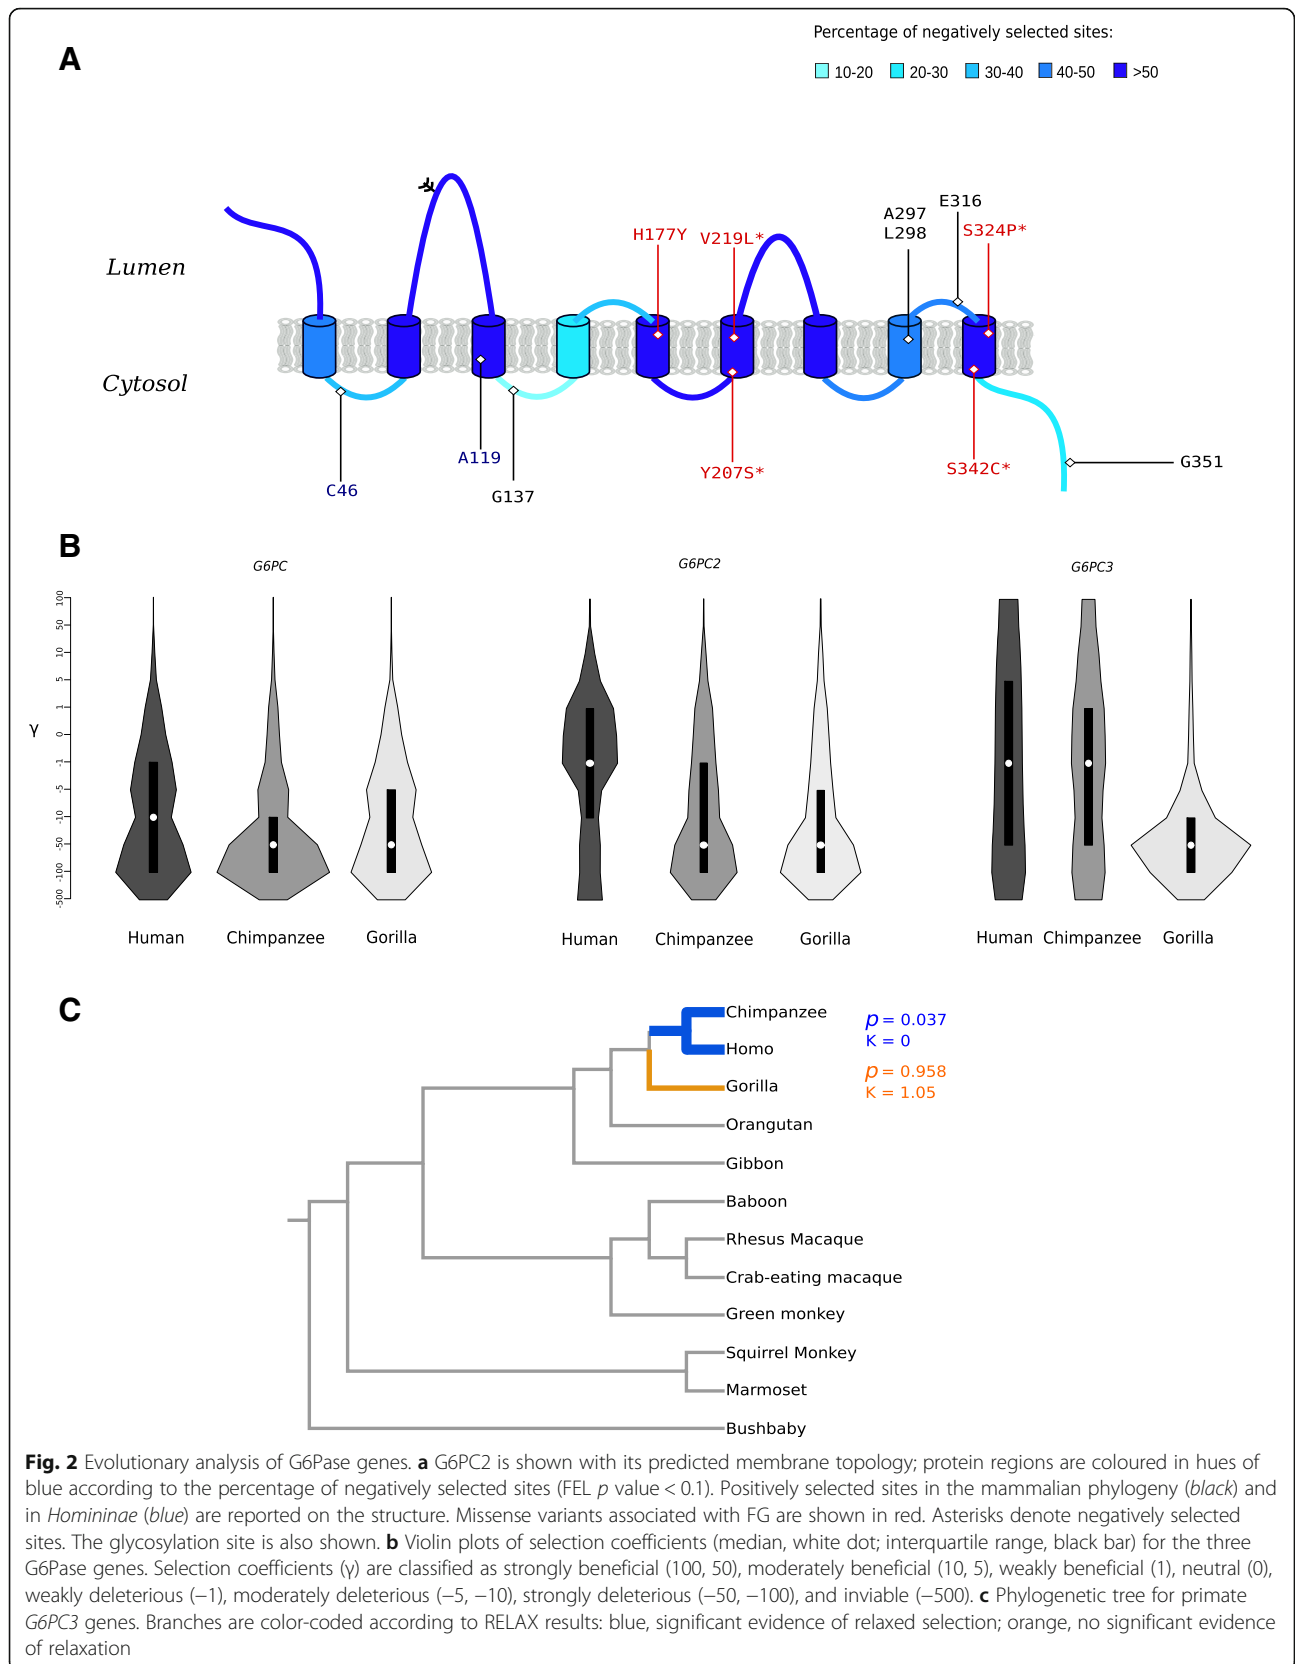 A
Percentage of negatively selected sites:
10-20 20-30 30-40 40-50 >50
Lumen
Cytosol
H177Y
V219L*
A297
L298
E316
S324P*
C46
A119
G137
Y207S*
S342C*
G351
B
G6PC
G6PC2
G6PC3
γ
100
50
10
5
1
0
-1
-5
-10
-50
-100
-500
Human Chimpanzee Gorilla
Human Chimpanzee Gorilla
Human Chimpanzee Gorilla
C
Chimpanzee
Homo
Gorilla
Orangutan
Gibbon
Baboon
Rhesus Macaque
Crab-eating macaque
Green monkey
Squirrel Monkey
Marmoset
Bushbaby
p = 0.037
K = 0
p = 0.958
K = 1.05
Fig. 2 Evolutionary analysis of G6Pase genes. a G6PC2 is shown with its predicted membrane topology; protein regions are coloured in hues of
blue according to the percentage of negatively selected sites (FEL p value < 0.1). Positively selected sites in the mammalian phylogeny (black) and
in Homininae (blue) are reported on the structure. Missense variants associated with FG are shown in red. Asterisks denote negatively selected
sites. The glycosylation site is also shown. b Violin plots of selection coefficients (median, white dot; interquartile range, black bar) for the three
G6Pase genes. Selection coefficients (γ) are classified as strongly beneficial (100, 50), moderately beneficial (10, 5), weakly beneficial (1), neutral (0),
weakly deleterious (−1), moderately deleterious (−5, −10), strongly deleterious (−50, −100), and inviable (−500). c Phylogenetic tree for primate
G6PC3 genes. Branches are color-coded according to RELAX results: blue, significant evidence of relaxed selection; orange, no significant evidence
of relaxation